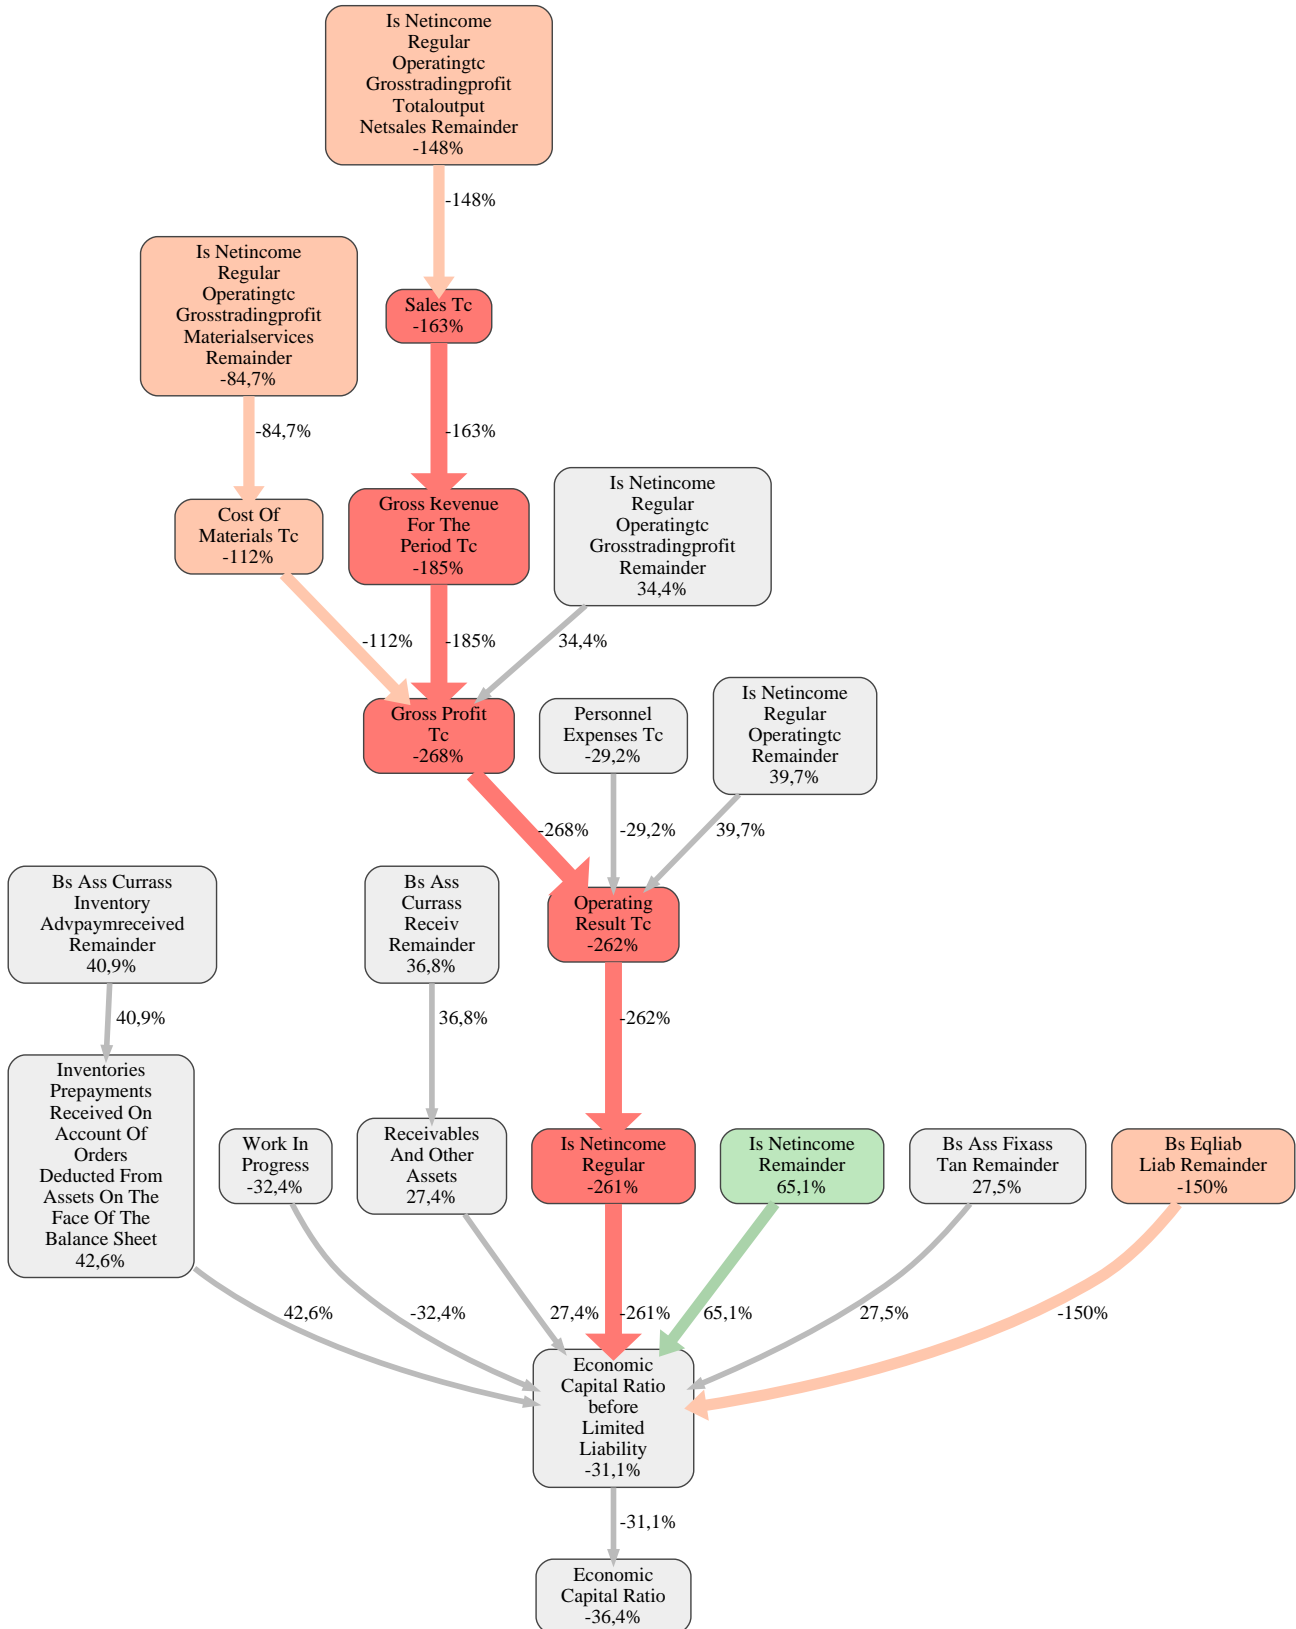 Is Netincome
Regular
Operatingtc
Grosstradingprofit
Totaloutput
Netsales Remainder
-148%
-148%
Is Netincome
Regular
Operatingtc
Grosstradingprofit
Materialservices
Remainder
-84,7%
Sales Tc
-163%
-84,7%
-163%
Is Netincome
Regular
Operatingtc
Grosstradingprofit
Remainder
34,4%
Cost Of
Materials Tc
-112%
Gross Revenue
For The
Period Tc
-185%
-112%
-185%
34,4%
Gross Profit
Tc
-268%
Personnel
Expenses Tc
-29,2%
Is Netincome
Regular
Operatingtc
Remainder
39,7%
-268%
-29,2%
39,7%
Bs Ass Currass
Inventory
Advpaymreceived
Remainder
40,9%
Bs Ass
Currass
Receiv
Remainder
36,8%
Operating
Result Tc
-262%
40,9%
36,8%
-262%
Inventories
Prepayments
Received On
Account Of
Orders
Deducted From
Assets On The
Face Of The
Balance Sheet
42,6%
Work In
Progress
-32,4%
Receivables
And Other
Assets
27,4%
Is Netincome
Regular
-261%
Is Netincome
Remainder
65,1%
Bs Ass Fixass
Tan Remainder
27,5%
Bs Eqliab
Liab Remainder
-150%
42,6%
-32,4%
27,4%
-261%
65,1%
27,5%
-150%
Economic
Capital Ratio
before
Limited
Liability
-31,1%
-31,1%
Economic
Capital Ratio
-36,4%